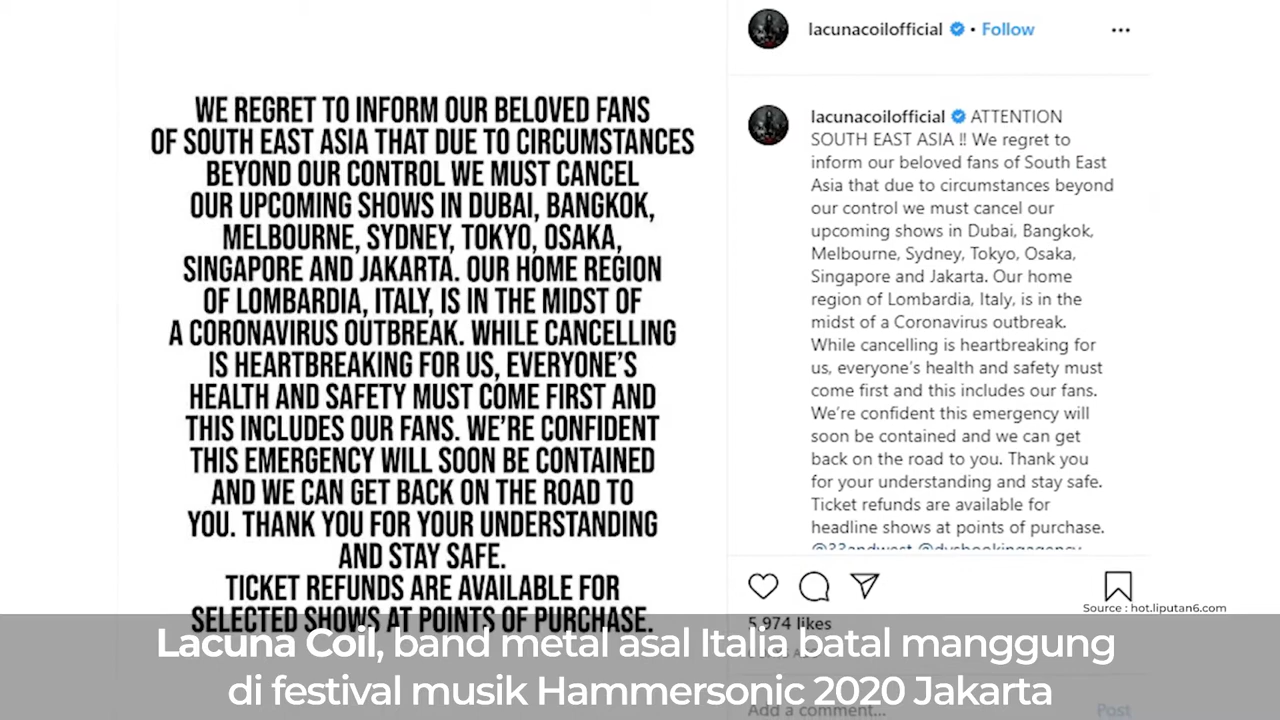 WE REGRET TO INFORM OUR BELOVED FANS
OF SOUTH EAST ASIA THAT DUE TO CIRCUMSTANCES
BEYOND OUR CONTROL WE MUST CANCEL
OUR UPCOMING SHOWS IN DUBAI, BANGKOK,
MELBOURNE, SYDNEY, TOKYO, OSAKA,
SINGAPORE AND JAKARTA. OUR HOME REGION
OF LOMBARDIA, ITALY, IS IN THE MIDST OF
A CORONAVIRUS OUTBREAK. WHILE CANCELLING
IS HEARTBREAKING FOR US, EVERYONE'S
HEALTH AND SAFETY MUST COME FIRST AND
THIS INCLUDES OUR FANS. WE'RE CONFIDENT
THIS EMERGENCY WILL SOON BE CONTAINED
AND WE CAN GET BACK ON THE ROAD TO
YOU. THANK YOU FOR YOUR UNDERSTANDING
AND STAY SAFE.
TICKET REFUNDS ARE AVAILABLE FOR
SELECTED SHOWS AT POINTS OF PURCHASE.
lacunacoilofficial • Follow
lacunacoilofficial ATTENTION
SOUTH EAST ASIA !! We regret to
inform our beloved fans of South East
Asia that due to circumstances beyond
our control we must cancel our
upcoming shows in Dubai, Bangkok,
Melbourne, Sydney, Tokyo, Osaka,
Singapore and Jakarta. Our home
region of Lombardia, Italy, is in the
midst of a Coronavirus outbreak.
While cancelling is heartbreaking for
us, everyone's health and safety must
come first and this includes our fans.
We're confident this emergency will
soon be contained and we can get
back on the road to you. Thank you
for your understanding and stay safe.
Ticket refunds are available for
headline shows at points of purchase.
@33andwest @dvsbookingagency
Source : hot.liputan6.com
5,974 likes
Lacuna Coil, band metal asal Italia batal manggung
di festival musik Hammersonic 2020 Jakarta
Add a comment... Post